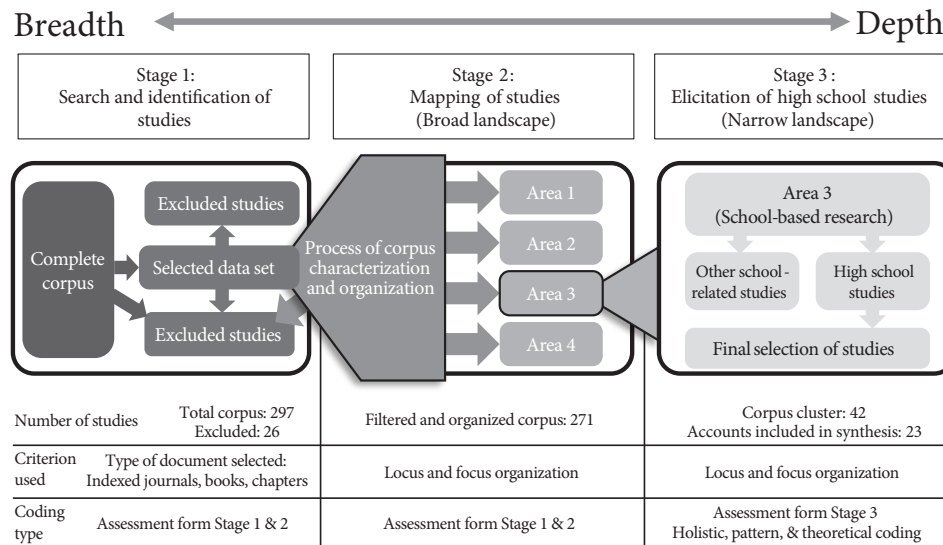 Breadth
Depth
Stage 1:
Search and identification of
studies
Stage 2:
Mapping of studies
(Broad landscape)
Stage 3 :
Elicitation of high school studies
(Narrow landscape)
Complete
corpus
Excluded studies
Selected data set
Excluded studies
Process of corpus
characterization
and organization
Area 1
Area 2
Area 3
Area 4
Area 3
(School-based research)
Other school-
related studies
High school
studies
Final selection of studies
Number of studies
Total corpus: 297
Excluded: 26
Filtered and organized corpus: 271
Corpus cluster: 42
Accounts included in synthesis: 23
Criterion
used
Type of document selected:
Indexed journals, books, chapters
Locus and focus organization
Locus and focus organization
Coding
type
Assessment form Stage 1 & 2
Assessment form Stage 1 & 2
Assessment form Stage 3
Holistic, pattern, & theoretical coding